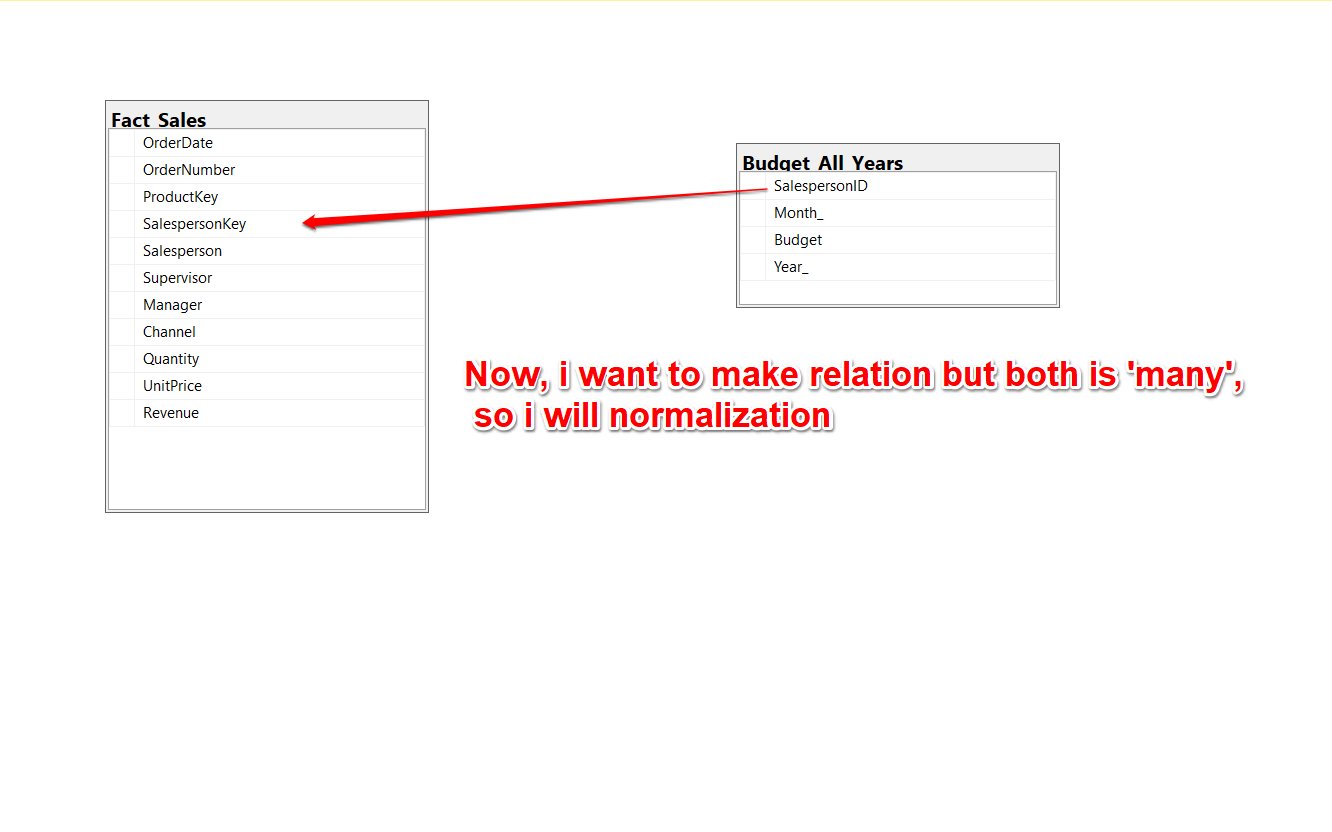 Fact Sales
OrderDate
OrderNumber
ProductKey
SalespersonKey
Salesperson
Supervisor
Manager
Channel
Quantity
UnitPrice
Revenue
Budget All Years
SalespersonID
Month_
Budget
Year_
Now, i want to make relation but both is 'many',
so i will normalization